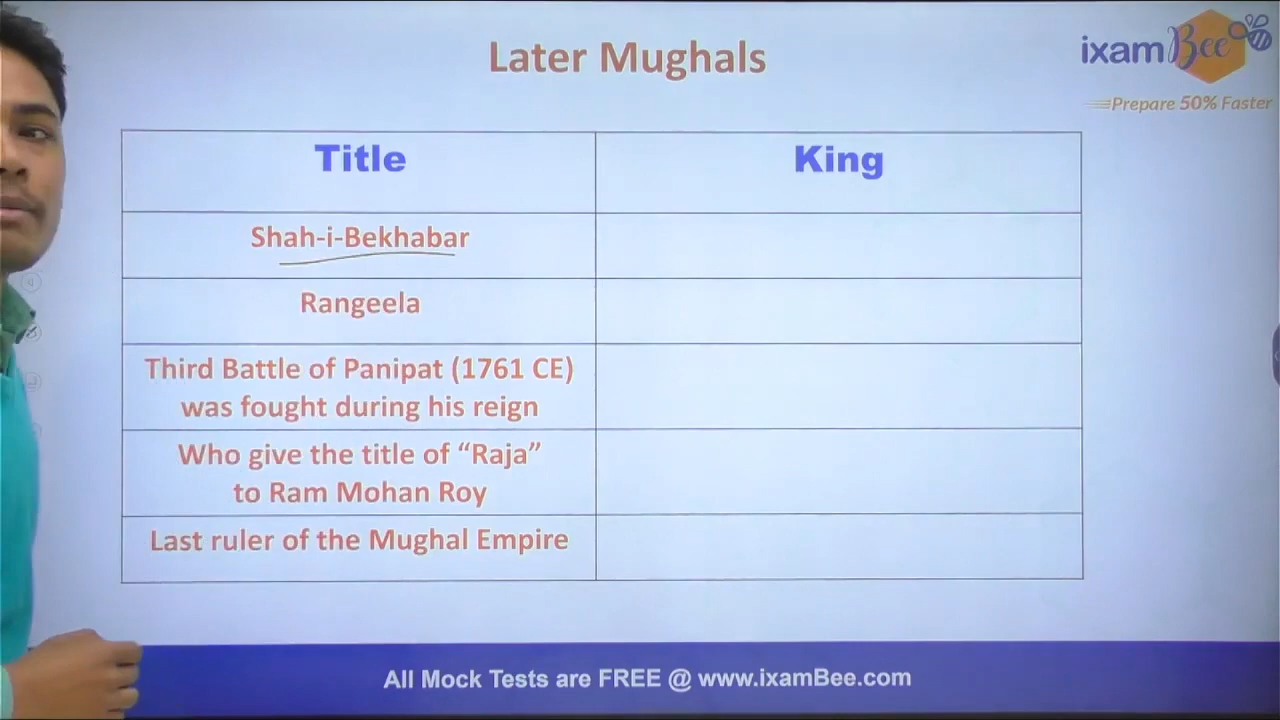 Later Mughals
ixamBee
Prepare 50% Faster
Title
King
Shah-i-Bekhabar
Rangeela
Third Battle of Panipat (1761 CE)
was fought during his reign
Who give the title of “Raja”
to Ram Mohan Roy
Last ruler of the Mughal Empire
All Mock Tests are FREE @ www.ixamBee.com